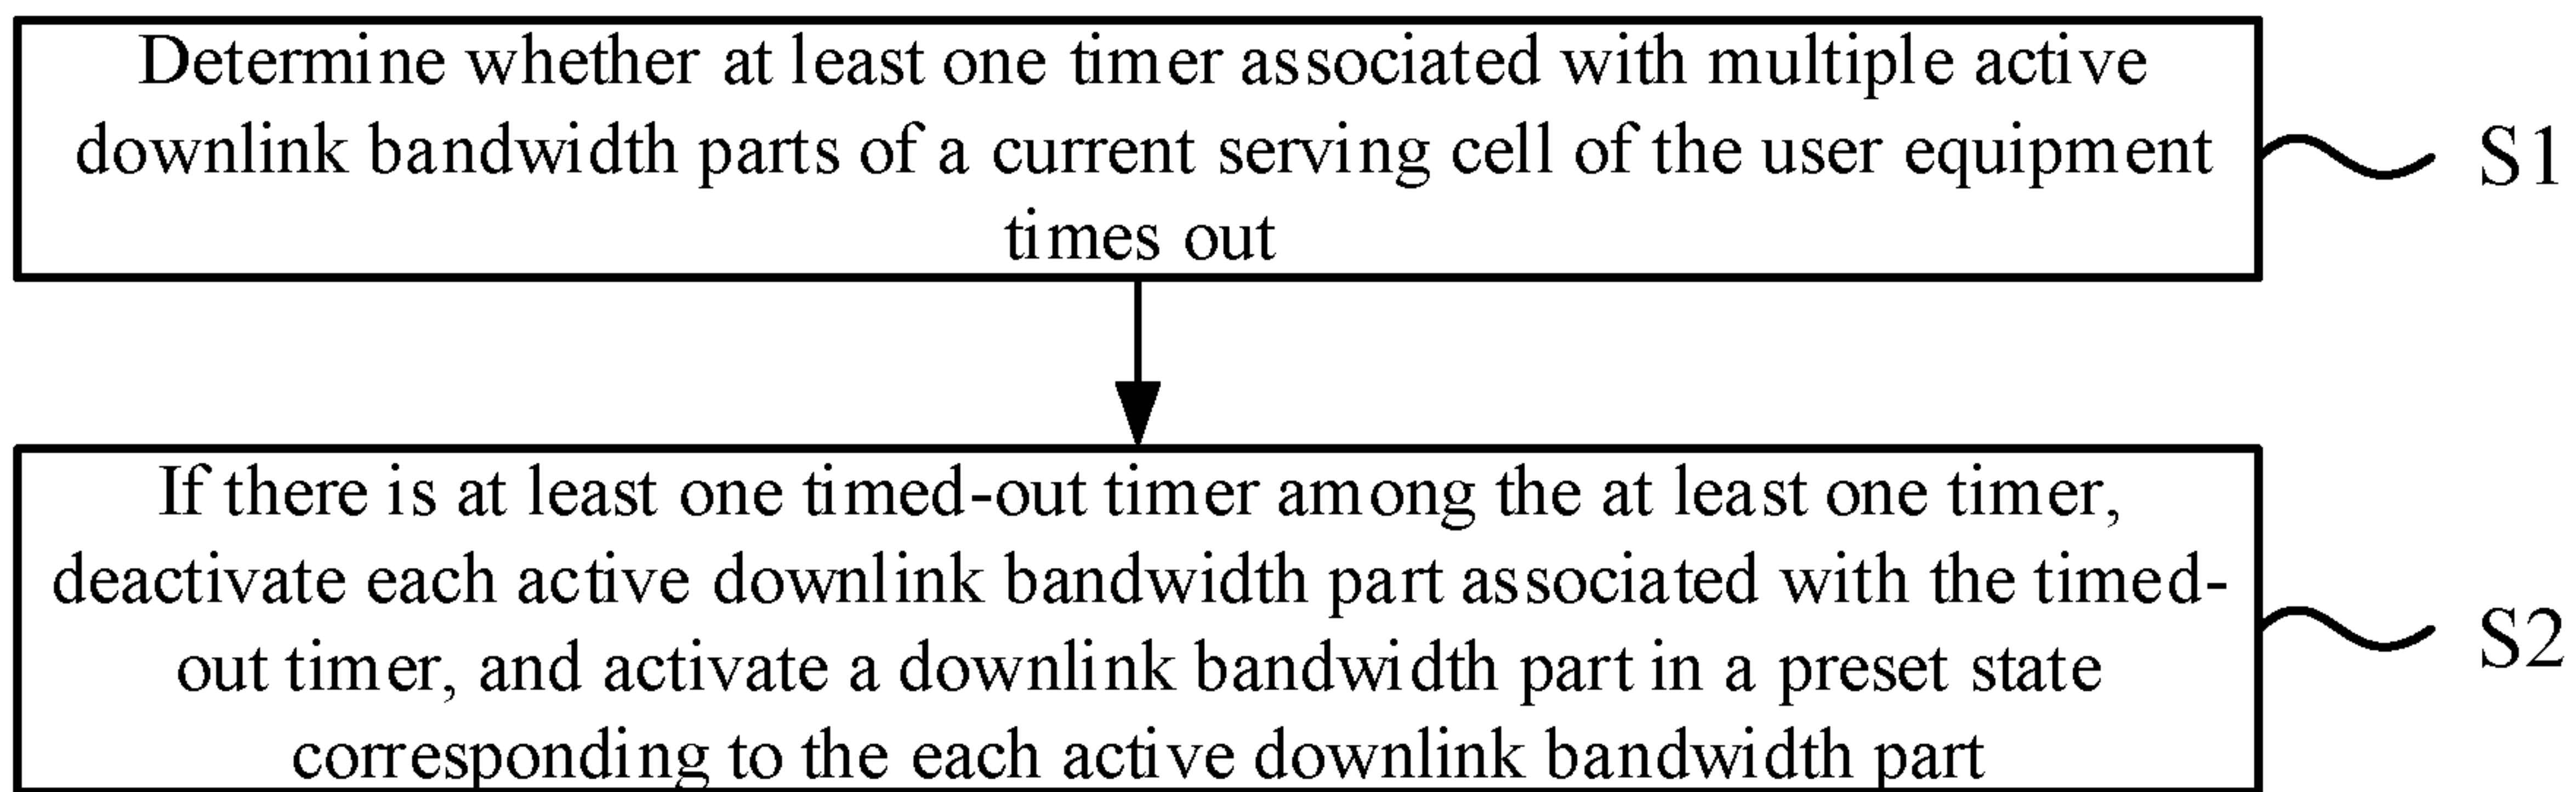 Determine whether at least one timer associated with multiple active
downlink bandwidth parts of a current serving cell of the user equipment
times out
S1
If there is at least one timed-out timer among the at least one timer,
deactivate each active downlink bandwidth part associated with the timed-
out timer, and activate a downlink bandwidth part in a preset state
corresponding to the each active downlink bandwidth part
S2